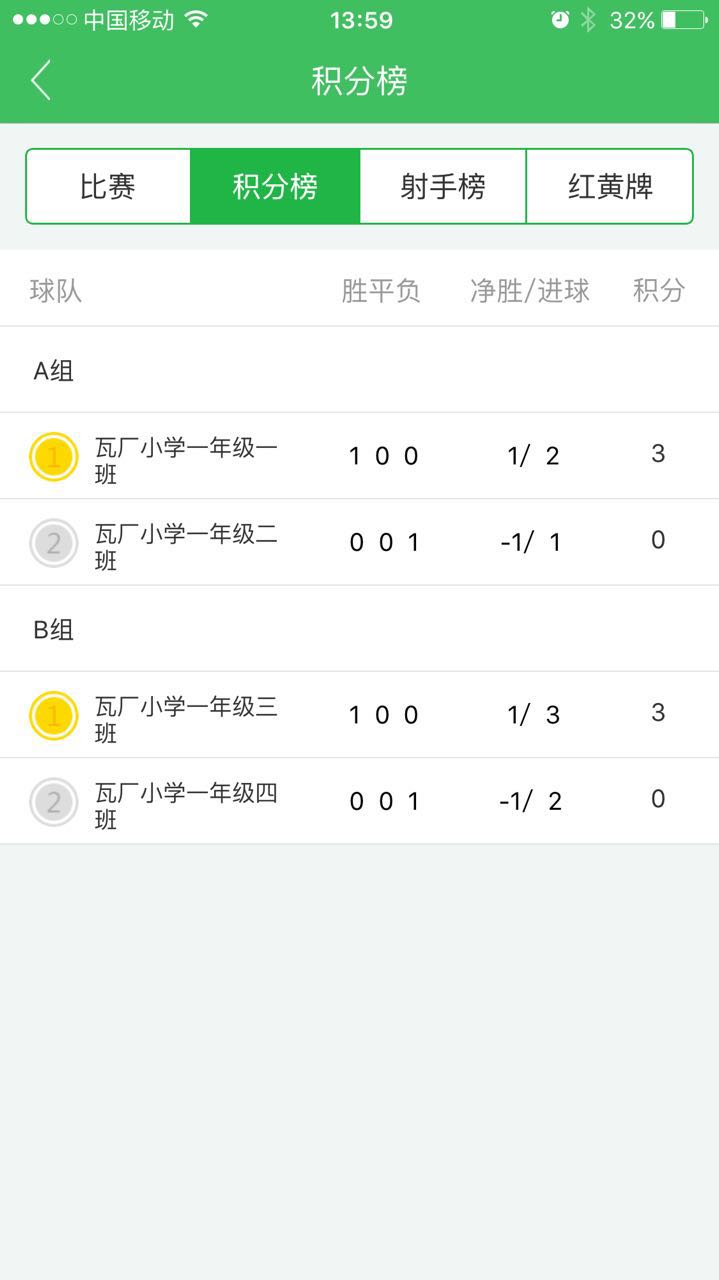 中国移动 13:59 32%
积分榜
比赛 积分榜 射手榜 红黄牌
球队 胜平负 净胜/进球 积分
A组
1 瓦厂小学一年级一 1 0 0 1/ 2 3
班
2 瓦厂小学一年级二 0 0 1 -1/ 1 0
班
B组
1 瓦厂小学一年级三 1 0 0 1/ 3 3
班
2 瓦厂小学一年级四 0 0 1 -1/ 2 0
班